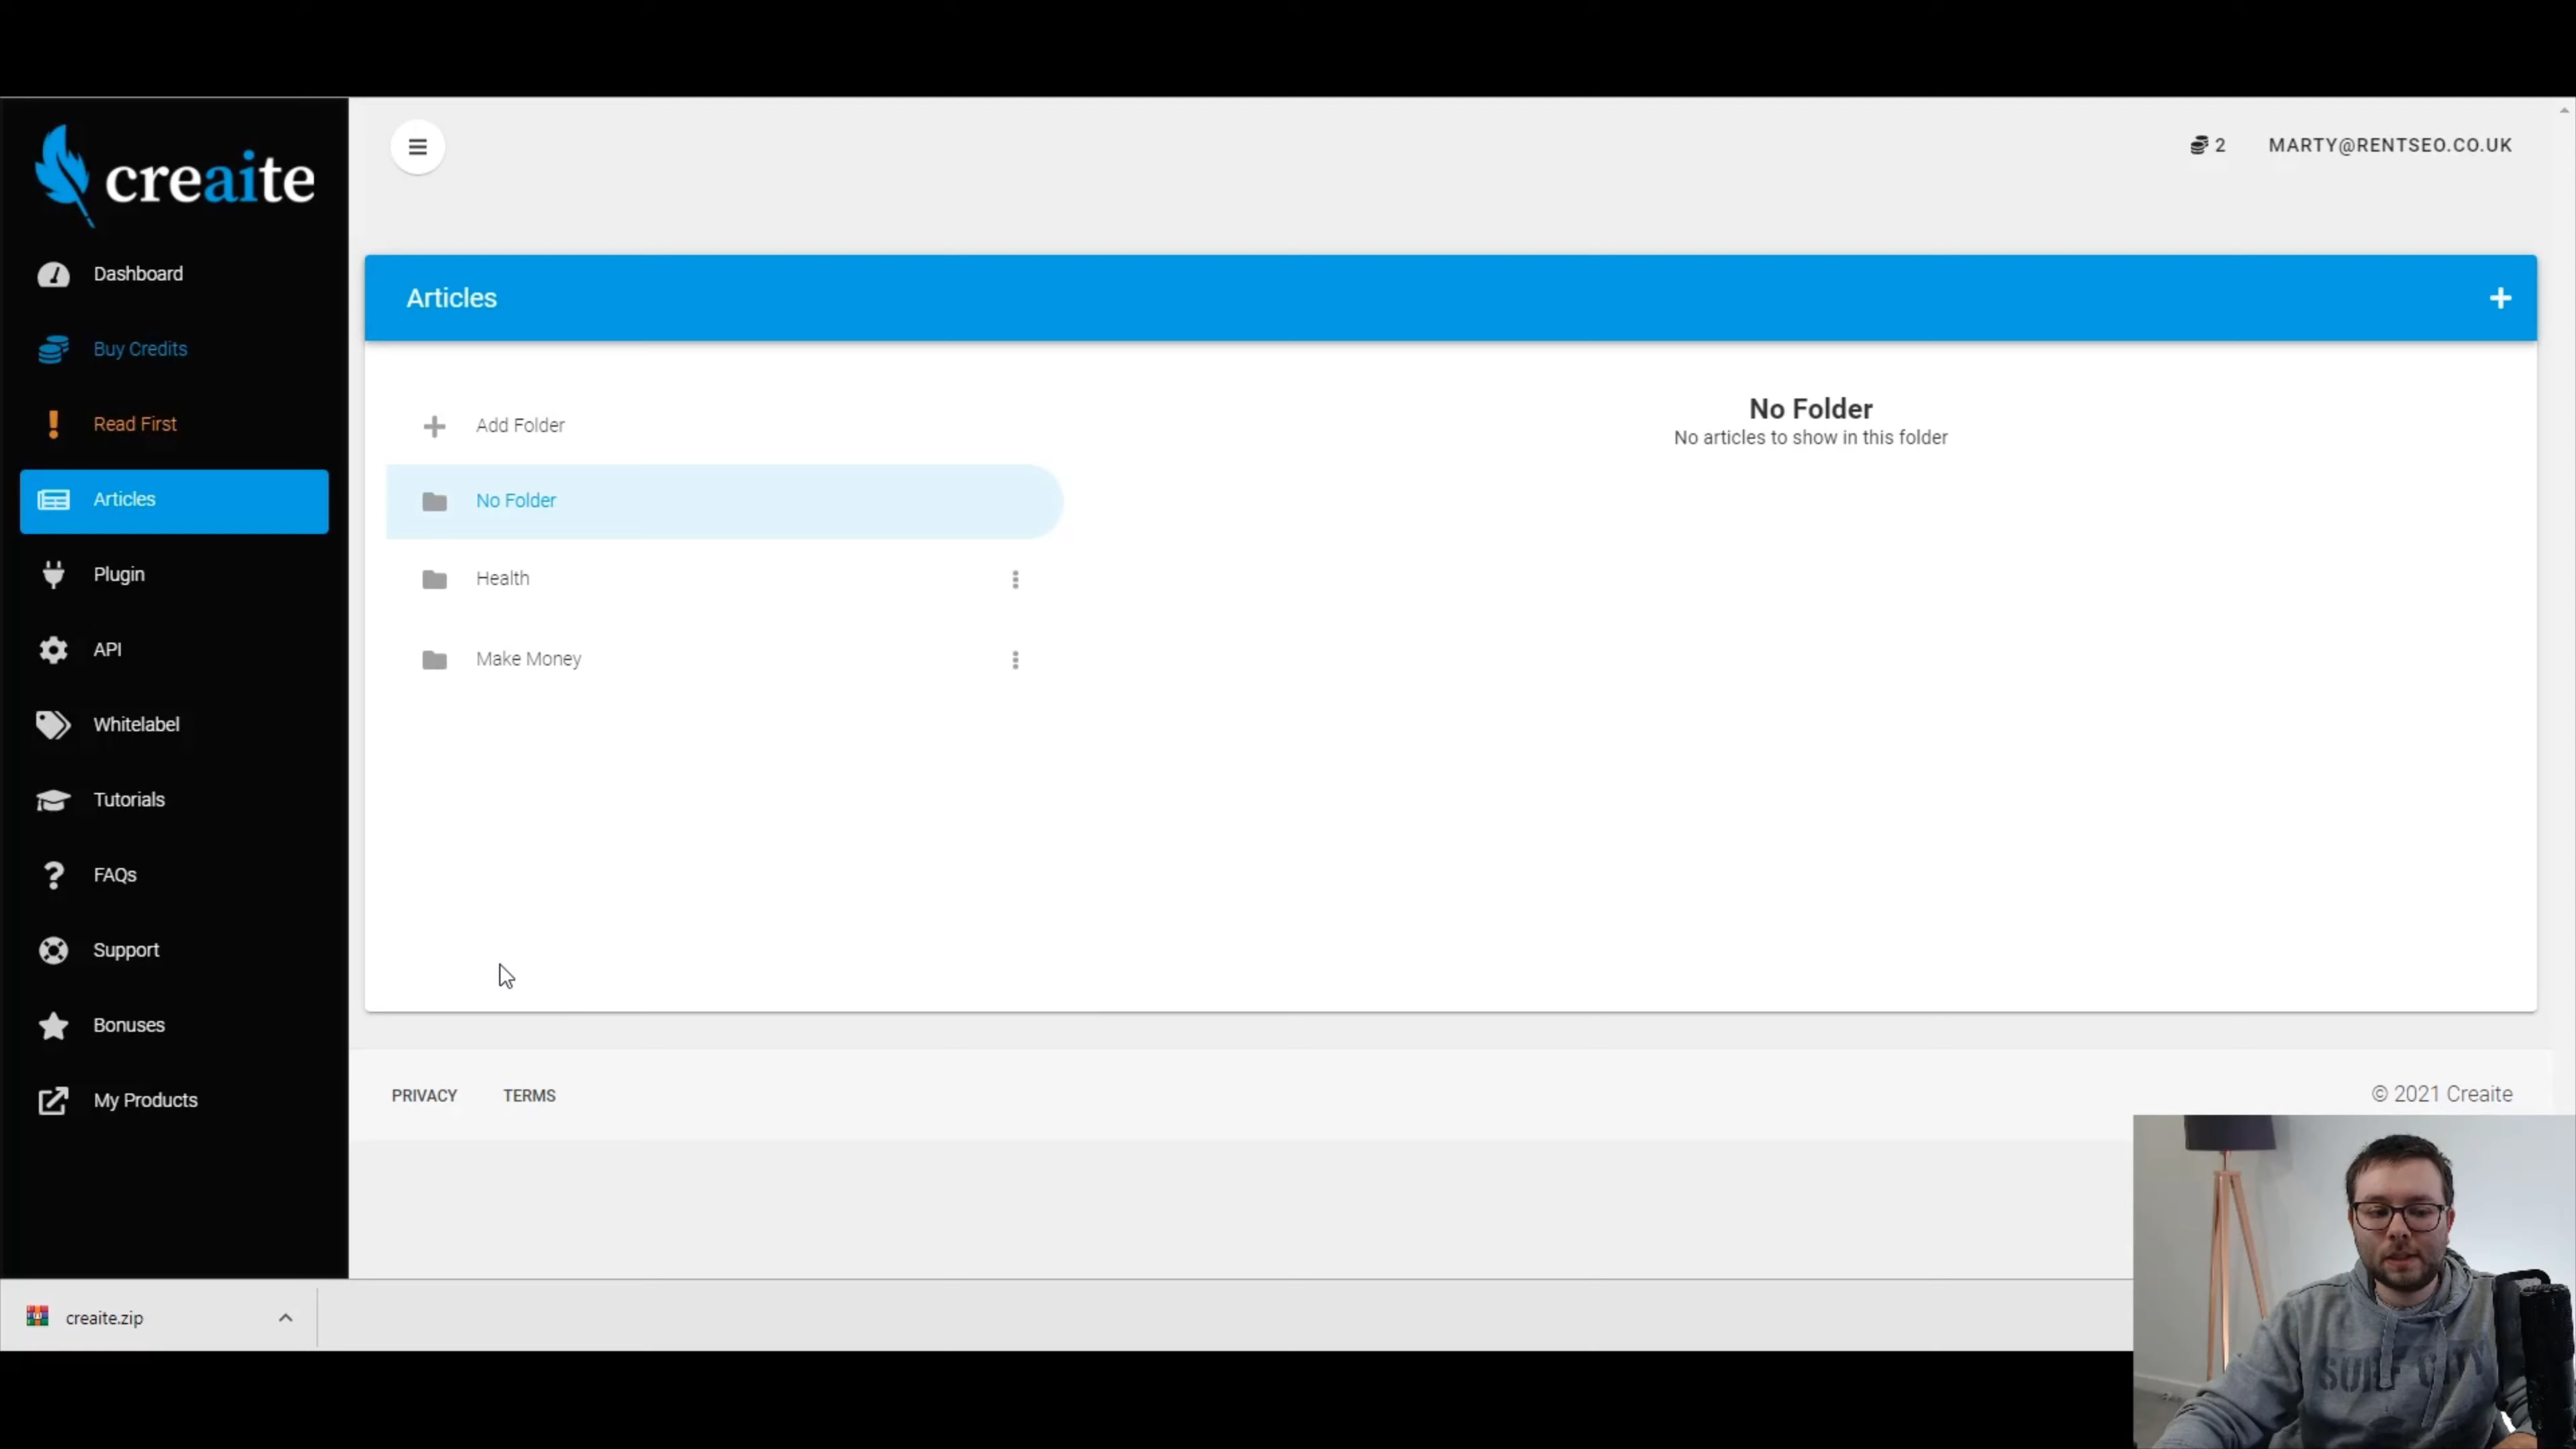 creaite
2
MARTY@RENTSEO.CO.UK
Dashboard
Buy Credits
Read First
Articles
Plugin
API
Whitelabel
Tutorials
FAQs
Support
Bonuses
My Products
Articles
Add Folder
No Folder
Health
Make Money
No Folder
No articles to show in this folder
PRIVACY
TERMS
© 2021 Creaite
creaite.zip
SURF CITY